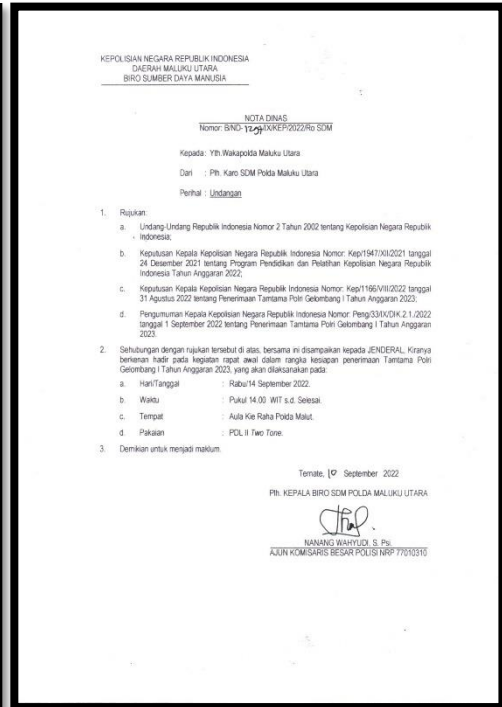 KEPOLISIAN NEGARA REPUBLIK INDONESIA
DAERAH MALUKU UTARA
BIRO SUMBER DAYA MANUSIA
NOTA DINAS
Nomor: B/ND- /IX/KEP/2022/Ro SDM
Kepada : Yth.Wakapolda Maluku Utara
Dari : Plh. Karo SDM Polda Maluku Utara
Perihal : Undangan
1. Rujukan:
a. Undang-Undang Republik Indonesia Nomor 2 Tahun 2002 tentang Kepolisian Negara Republik
Indonesia;
b. Keputusan Kepala Kepolisian Negara Republik Indonesia Nomor: Kep/1947/XII/2021 tanggal
24 Desember 2021 tentang Program Pendidikan dan Pelatihan Kepolisian Negara Republik
Indonesia Tahun Anggaran 2022;
c. Keputusan Kepala Kepolisian Negara Republik Indonesia Nomor: Kep/1166/VIII/2022 tanggal
31 Agustus 2022 tentang Penerimaan Tamtama Polri Gelombang I Tahun Anggaran 2023;
d. Pengumuman Kepala Kepolisian Negara Republik Indonesia Nomor: Peng/33/IX/DIK.2.1./2022
tanggal 1 September 2022 tentang Penerimaan Tamtama Polri Gelombang I Tahun Anggaran
2023.
2. Sehubungan dengan rujukan tersebut di atas, bersama ini disampaikan kepada JENDERAL, Kiranya
berkenan hadir pada kegiatan rapat awal dalam rangka kesiapan penerimaan Tamtama Polri
Gelombang I Tahun Anggaran 2023, yang akan dilaksanakan pada:
a. Hari/Tanggal : Rabu/14 September 2022.
b. Waktu : Pukul 14.00 WIT s.d. Selesai.
c. Tempat : Aula Kie Raha Polda Malut.
d. Pakaian : PDL II Two Tone.
3. Demikian untuk menjadi maklum.
Ternate, 10 September 2022
Plh. KEPALA BIRO SDM POLDA MALUKU UTARA
NANANG WAHYUDI, S. Psi.
AJUN KOMISARIS BESAR POLISI NRP 77010310